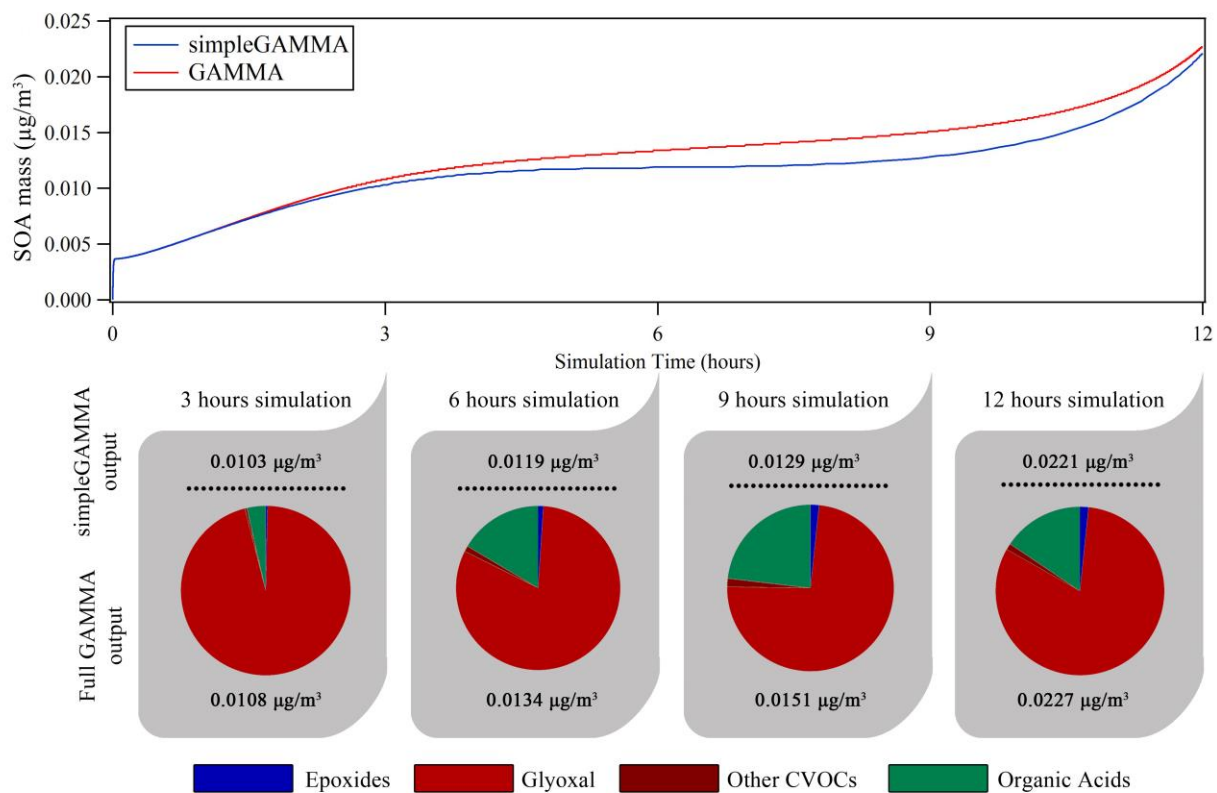 simpleGAMMA
GAMMA
SOA mass (µg/m³)
0.025
0.020
0.015
0.010
0.005
0.000
0 3 6 9 12
Simulation Time (hours)
simpleGAMMA
output
Full GAMMA
output
3 hours simulation
0.0103 µg/m³
0.0108 µg/m³
6 hours simulation
0.0119 µg/m³
0.0134 µg/m³
9 hours simulation
0.0129 µg/m³
0.0151 µg/m³
12 hours simulation
0.0221 µg/m³
0.0227 µg/m³
Epoxides Glyoxal Other CVOCs Organic Acids